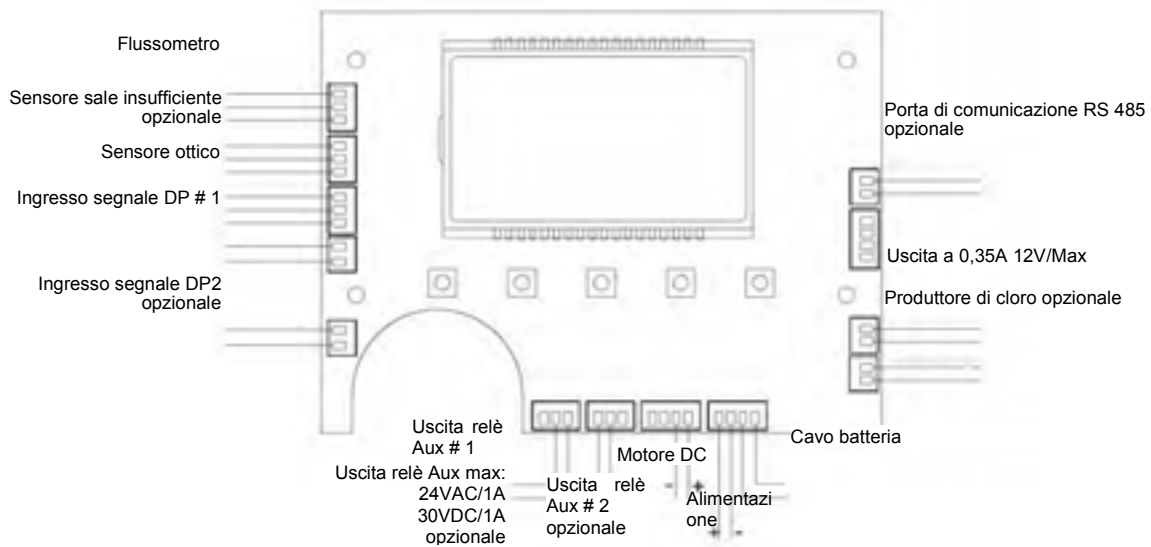 Flussometro
Sensore sale insufficiente
opzionale
Sensore ottico
Ingresso segnale DP # 1
Ingresso segnale DP2
opzionale
Porta di comunicazione RS 485
opzionale
Uscita a 0,35A 12V/Max
Produttore di cloro opzionale
Cavo batteria
Uscita relè
Aux # 1
Uscita relè Aux max:
24VAC/1A
30VDC/1A
opzionale
Uscita relè
Aux # 2
opzionale
Motore DC
- +
Alimentazi
one
+ -